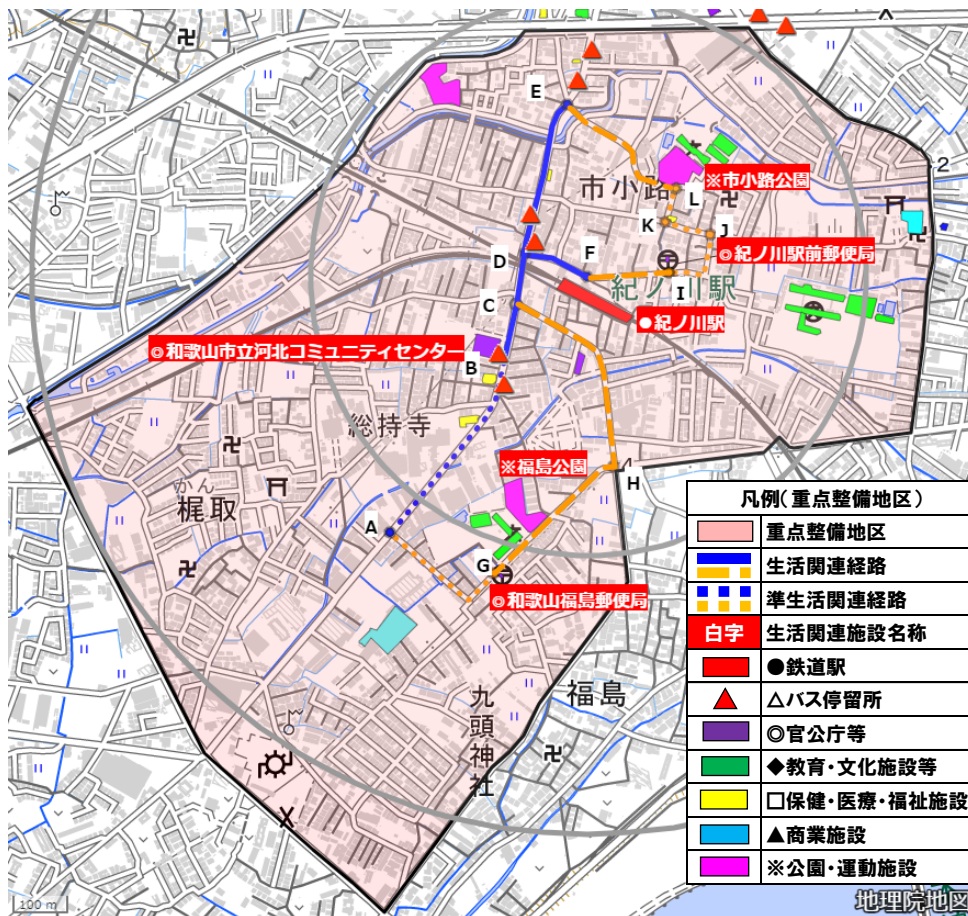 E
2
市小路
※市小路公園
L
K
J
◎紀ノ川駅前郵便局
D
F
紀ノ川駅
I
C
●紀ノ川駅
◎和歌山市立河北コミュニティセンター
B
総持寺
※福島公園
H
かん
梶取
A
G
◎和歌山福島郵便局
福島
九頭神社
凡例(重点整備地区)
重点整備地区
生活関連経路
準生活関連経路
白字 生活関連施設名称
●鉄道駅
△バス停留所
◎官公庁等
◆教育・文化施設等
□保健・医療・福祉施設
▲商業施設
※公園・運動施設
100 m
地理院地図